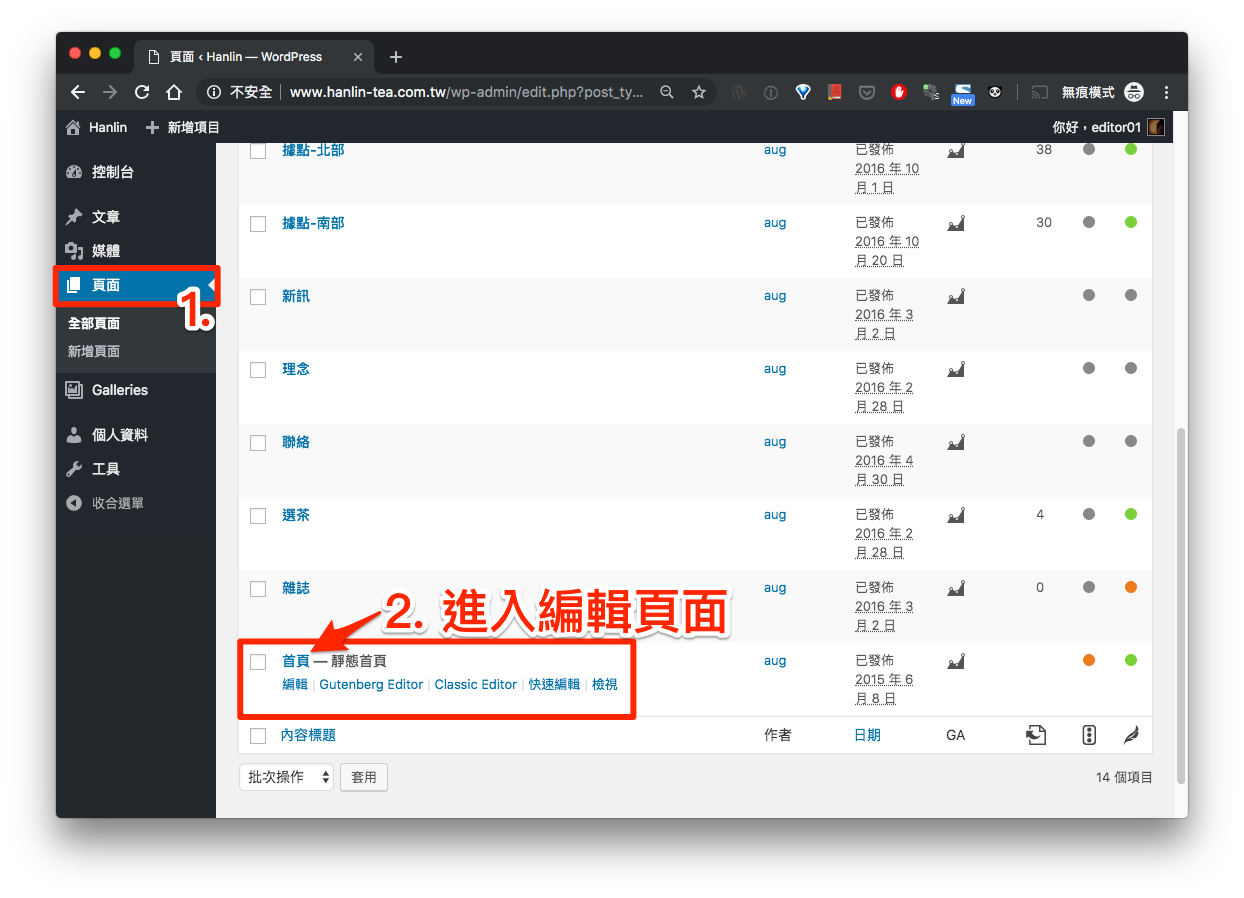 頁面 ‹ Hanlin — WordPress
不安全 www.hanlin-tea.com.tw/wp-admin/edit.php?post_ty...
New
無痕模式
Hanlin
新增項目
你好，editor01
控制台
文章
媒體
頁面
1.
全部頁面
新增頁面
Galleries
個人資料
工具
收合選單
據點-北部 aug 已發佈 38
2016 年 10
月 1 日
據點-南部 aug 已發佈 30
2016 年 10
月 20 日
新訊 aug 已發佈
2016 年 3
月 2 日
理念 aug 已發佈
2016 年 2
月 28 日
聯絡 aug 已發佈
2016 年 4
月 30 日
選茶 aug 已發佈 4
2016 年 2
月 28 日
雜誌 aug 已發佈 0
2016 年 3
月 2 日
2. 進入編輯頁面
首頁 — 靜態首頁 aug 已發佈
編輯 | Gutenberg Editor | Classic Editor | 快速編輯 | 檢視
2015 年 6
月 8 日
內容標題 作者 日期 GA
批次操作 套用 14 個項目